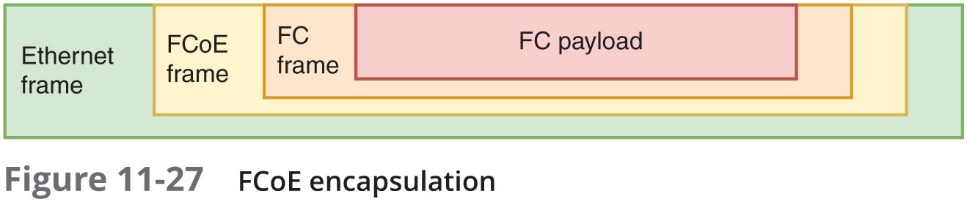 Ethernet
frame
FCoE
frame
FC
frame
FC payload
Figure 11-27 FCoE encapsulation